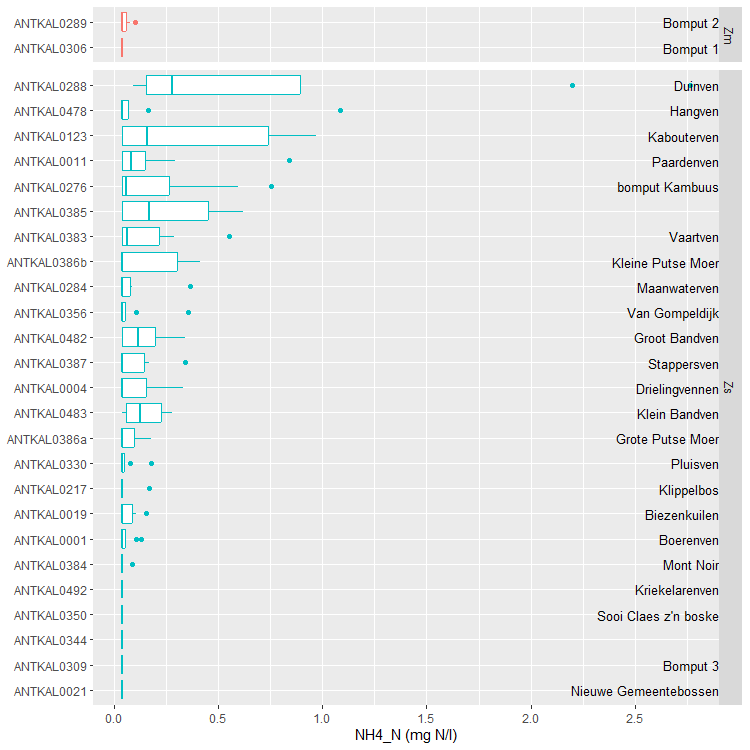 ANTKAL0289 Bomput 2
ANTKAL0306 Bomput 1
Zm
ANTKAL0288 Duinven
ANTKAL0478 Hangven
ANTKAL0123 Kabouterven
ANTKAL0011 Paardenven
ANTKAL0276 bomput Kambuus
ANTKAL0385
ANTKAL0383 Vaartven
ANTKAL0386b Kleine Putse Moer
ANTKAL0284 Maanwaterven
ANTKAL0356 Van Gompeldijk
ANTKAL0482 Groot Bandven
ANTKAL0387 Stappersven
ANTKAL0004 Drielingvennen
Zs
ANTKAL0483 Klein Bandven
ANTKAL0386a Grote Putse Moer
ANTKAL0330 Pluisven
ANTKAL0217 Klippelbos
ANTKAL0019 Biezenkuilen
ANTKAL0001 Boerenven
ANTKAL0384 Mont Noir
ANTKAL0492 Kriekelarenven
ANTKAL0350 Sooi Claes z'n boske
ANTKAL0344
ANTKAL0309 Bomput 3
ANTKAL0021 Nieuwe Gemeentebossen
0.0 0.5 1.0 1.5 2.0 2.5
NH4_N (mg N/l)